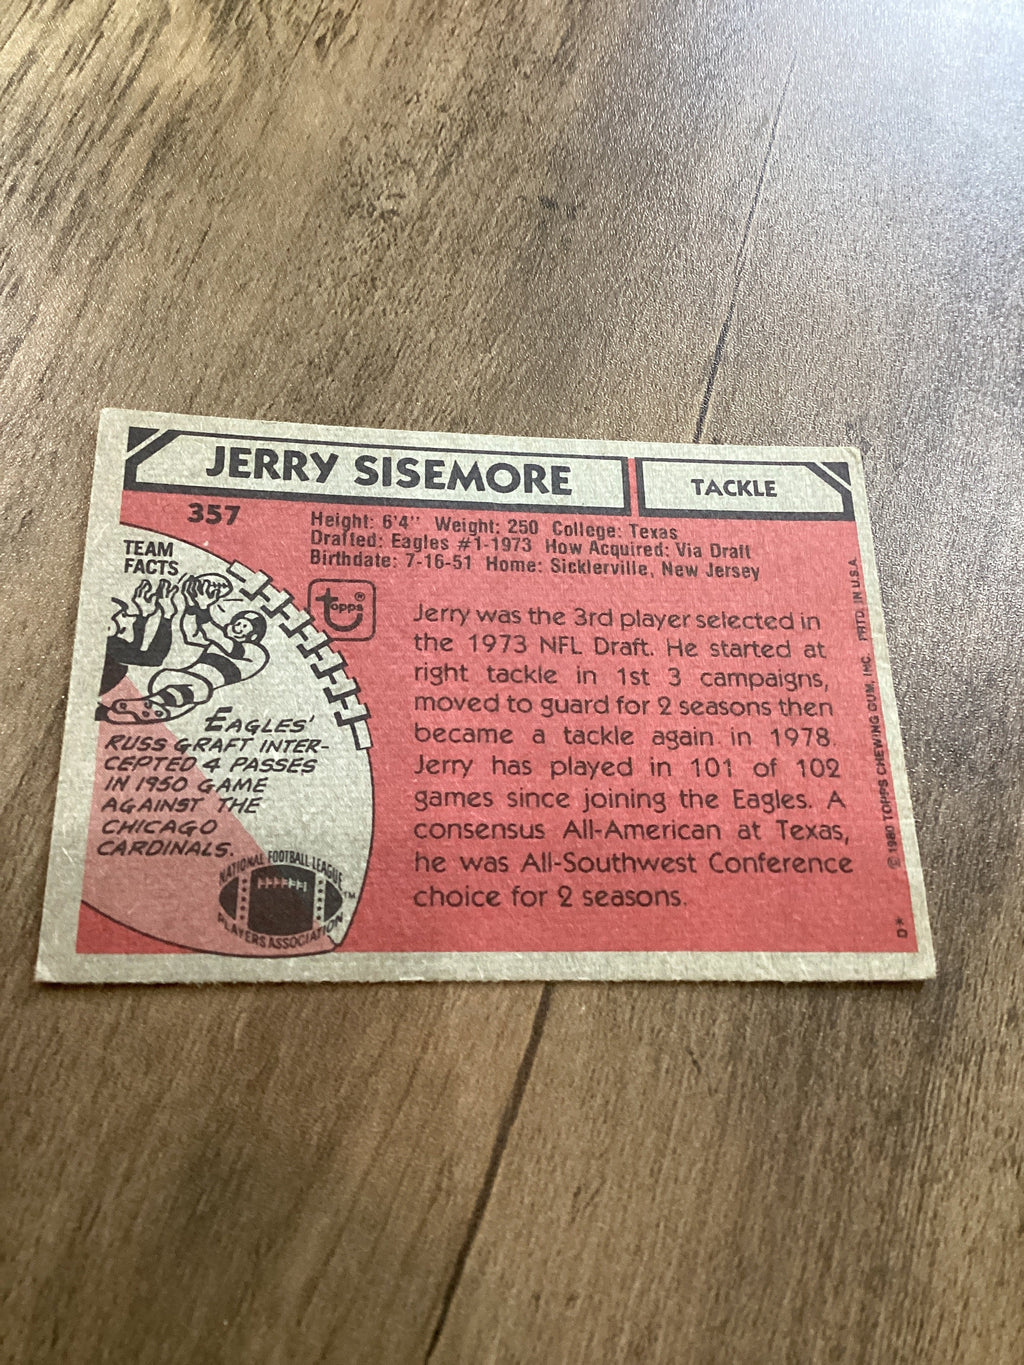 JERRY SISEMORE
TACKLE
357
Height: 6'4" Weight: 250 College: Texas
Drafted: Eagles #1-1973 How Acquired: Via Draft
Birthdate: 7-16-51 Home: Sicklerville, New Jersey
TEAM
FACTS
EAGLES'
RUSS GRAFT INTER-
CEPTED 4 PASSES
IN 1950 GAME
AGAINST THE
CHICAGO
CARDINALS.
topps®
Jerry was the 3rd player selected in
the 1973 NFL Draft. He started at
right tackle in 1st 3 campaigns,
moved to guard for 2 seasons then
became a tackle again in 1978.
Jerry has played in 101 of 102
games since joining the Eagles. A
consensus All-American at Texas,
he was All-Southwest Conference
choice for 2 seasons.
NATIONAL FOOTBALL LEAGUE
PLAYERS ASSOCIATION
TM
© 1980 TOPPS CHEWING GUM, INC. PRTD. IN U.S.A.
D*